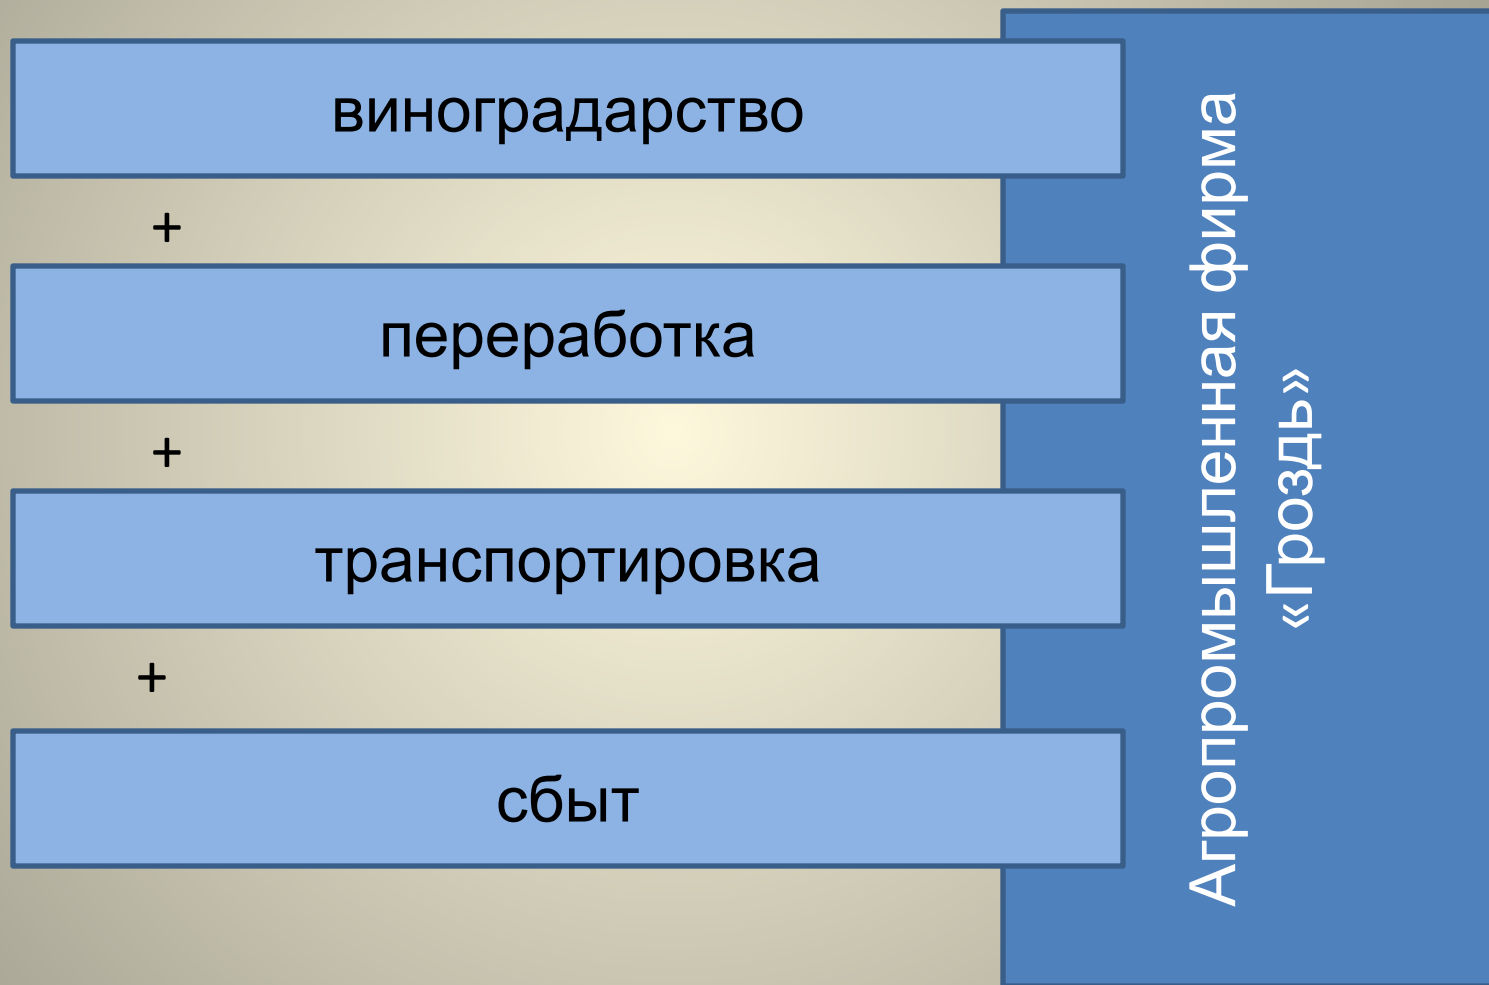 виноградарство
+
переработка
+
транспортировка
+
сбыт
Агропромышленная фирма
«Гроздь»